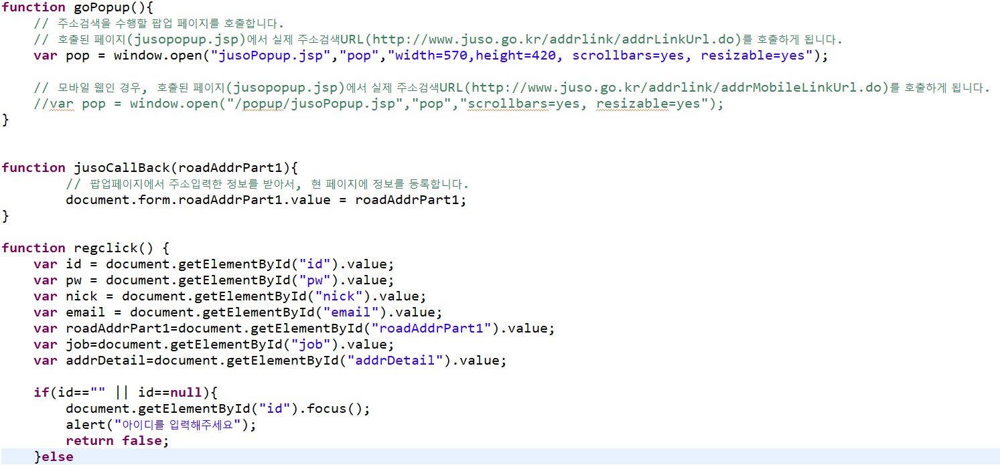 function goPopup(){
// 주소검색을 수행할 팝업 페이지를 호출합니다.
// 호출된 페이지(jusopopup.jsp)에서 실제 주소검색URL(http://www.juso.go.kr/addrlink/addrLinkUrl.do)를 호출하게 됩니다.
var pop = window.open("jusoPopup.jsp","pop","width=570,height=420, scrollbars=yes, resizable=yes");
// 모바일 웹인 경우, 호출된 페이지(jusopopup.jsp)에서 실제 주소검색URL(http://www.juso.go.kr/addrlink/addrMobileLinkUrl.do)를 호출하게 됩니다.
//var pop = window.open("/popup/jusoPopup.jsp","pop","scrollbars=yes, resizable=yes");
}
function jusoCallBack(roadAddrPart1){
// 팝업페이지에서 주소입력한 정보를 받아서, 현 페이지에 정보를 등록합니다.
document.form.roadAddrPart1.value = roadAddrPart1;
}
function regclick() {
var id = document.getElementById("id").value;
var pw = document.getElementById("pw").value;
var nick = document.getElementById("nick").value;
var email = document.getElementById("email").value;
var roadAddrPart1=document.getElementById("roadAddrPart1").value;
var job=document.getElementById("job").value;
var addrDetail=document.getElementById("addrDetail").value;
if(id=="" || id==null){
document.getElementById("id").focus();
alert("아이디를 입력해주세요");
return false;
}else